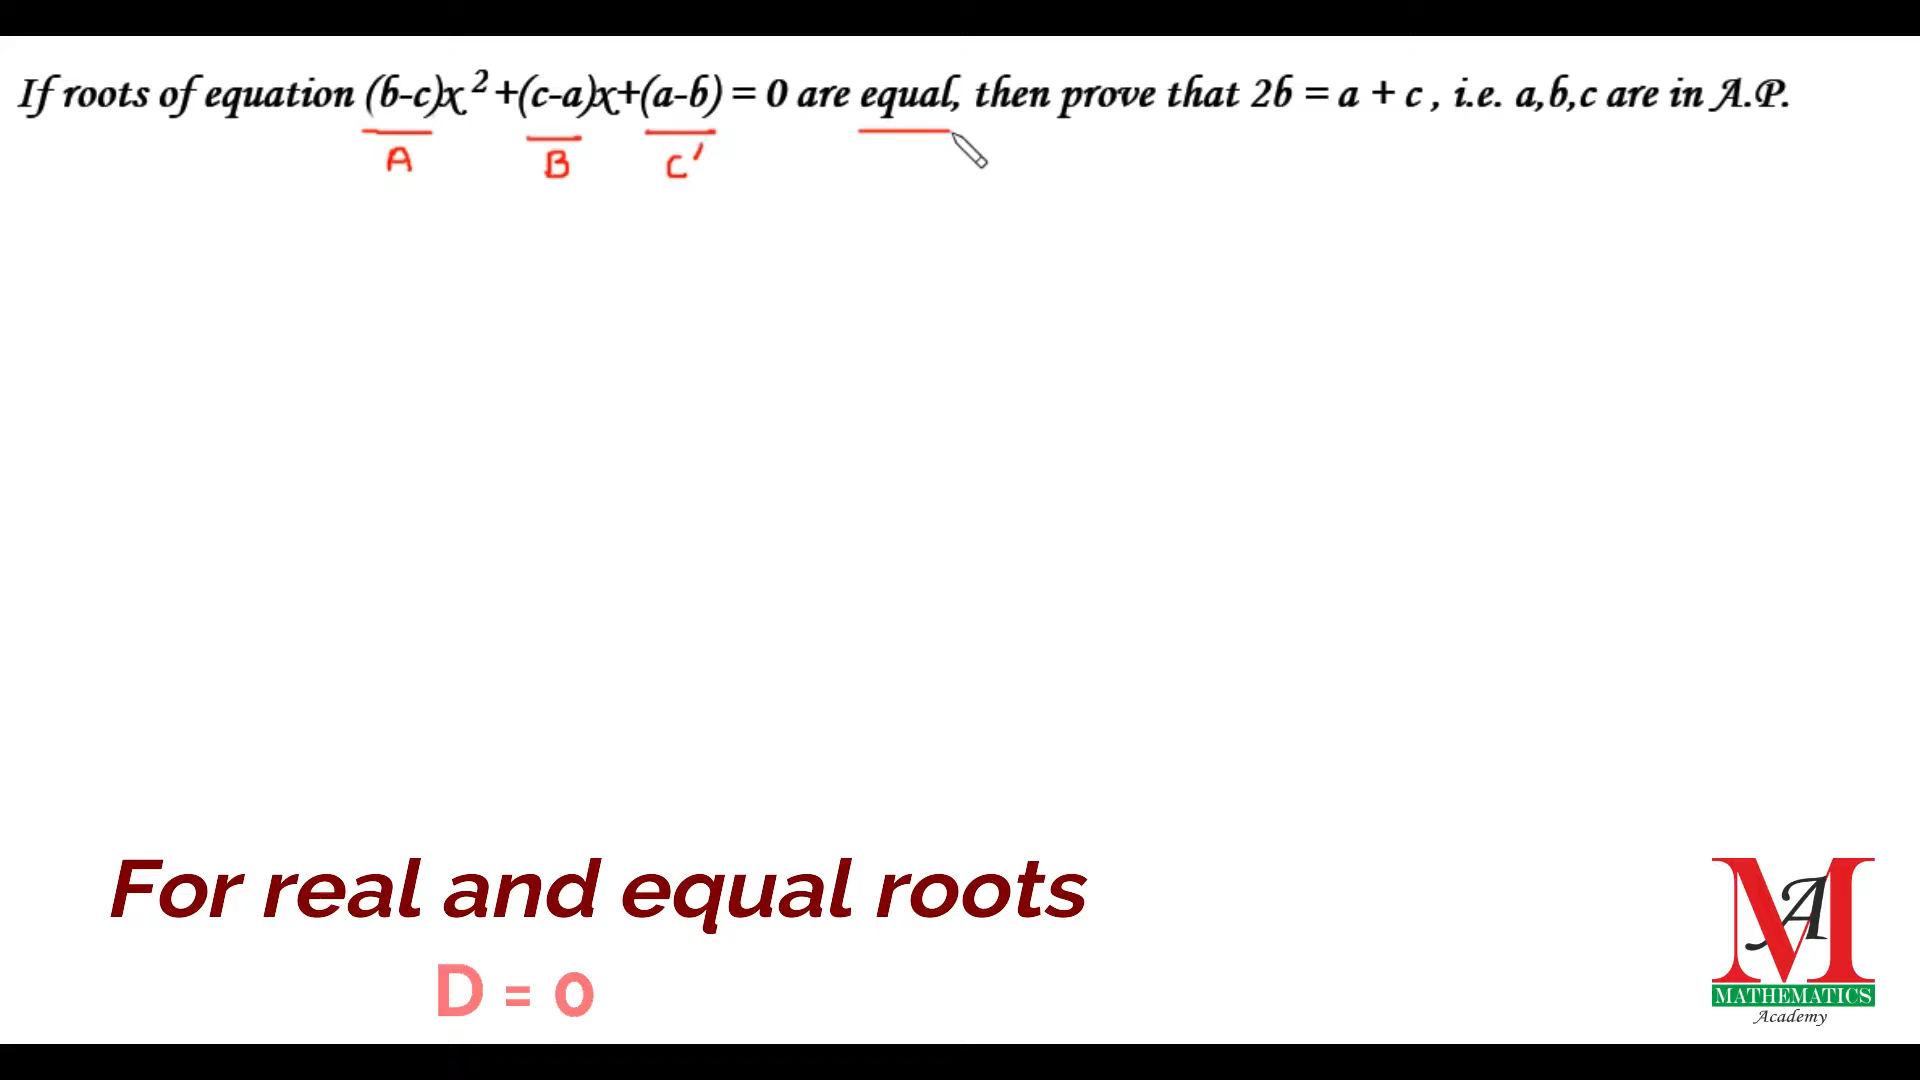 If roots of equation (b-c)x²+(c-a)x+(a-b) = 0 are equal, then prove that 2b = a + c , i.e. a,b,c are in A.P.
A B C'
For real and equal roots
D = 0
MA
MATHEMATICS
Academy